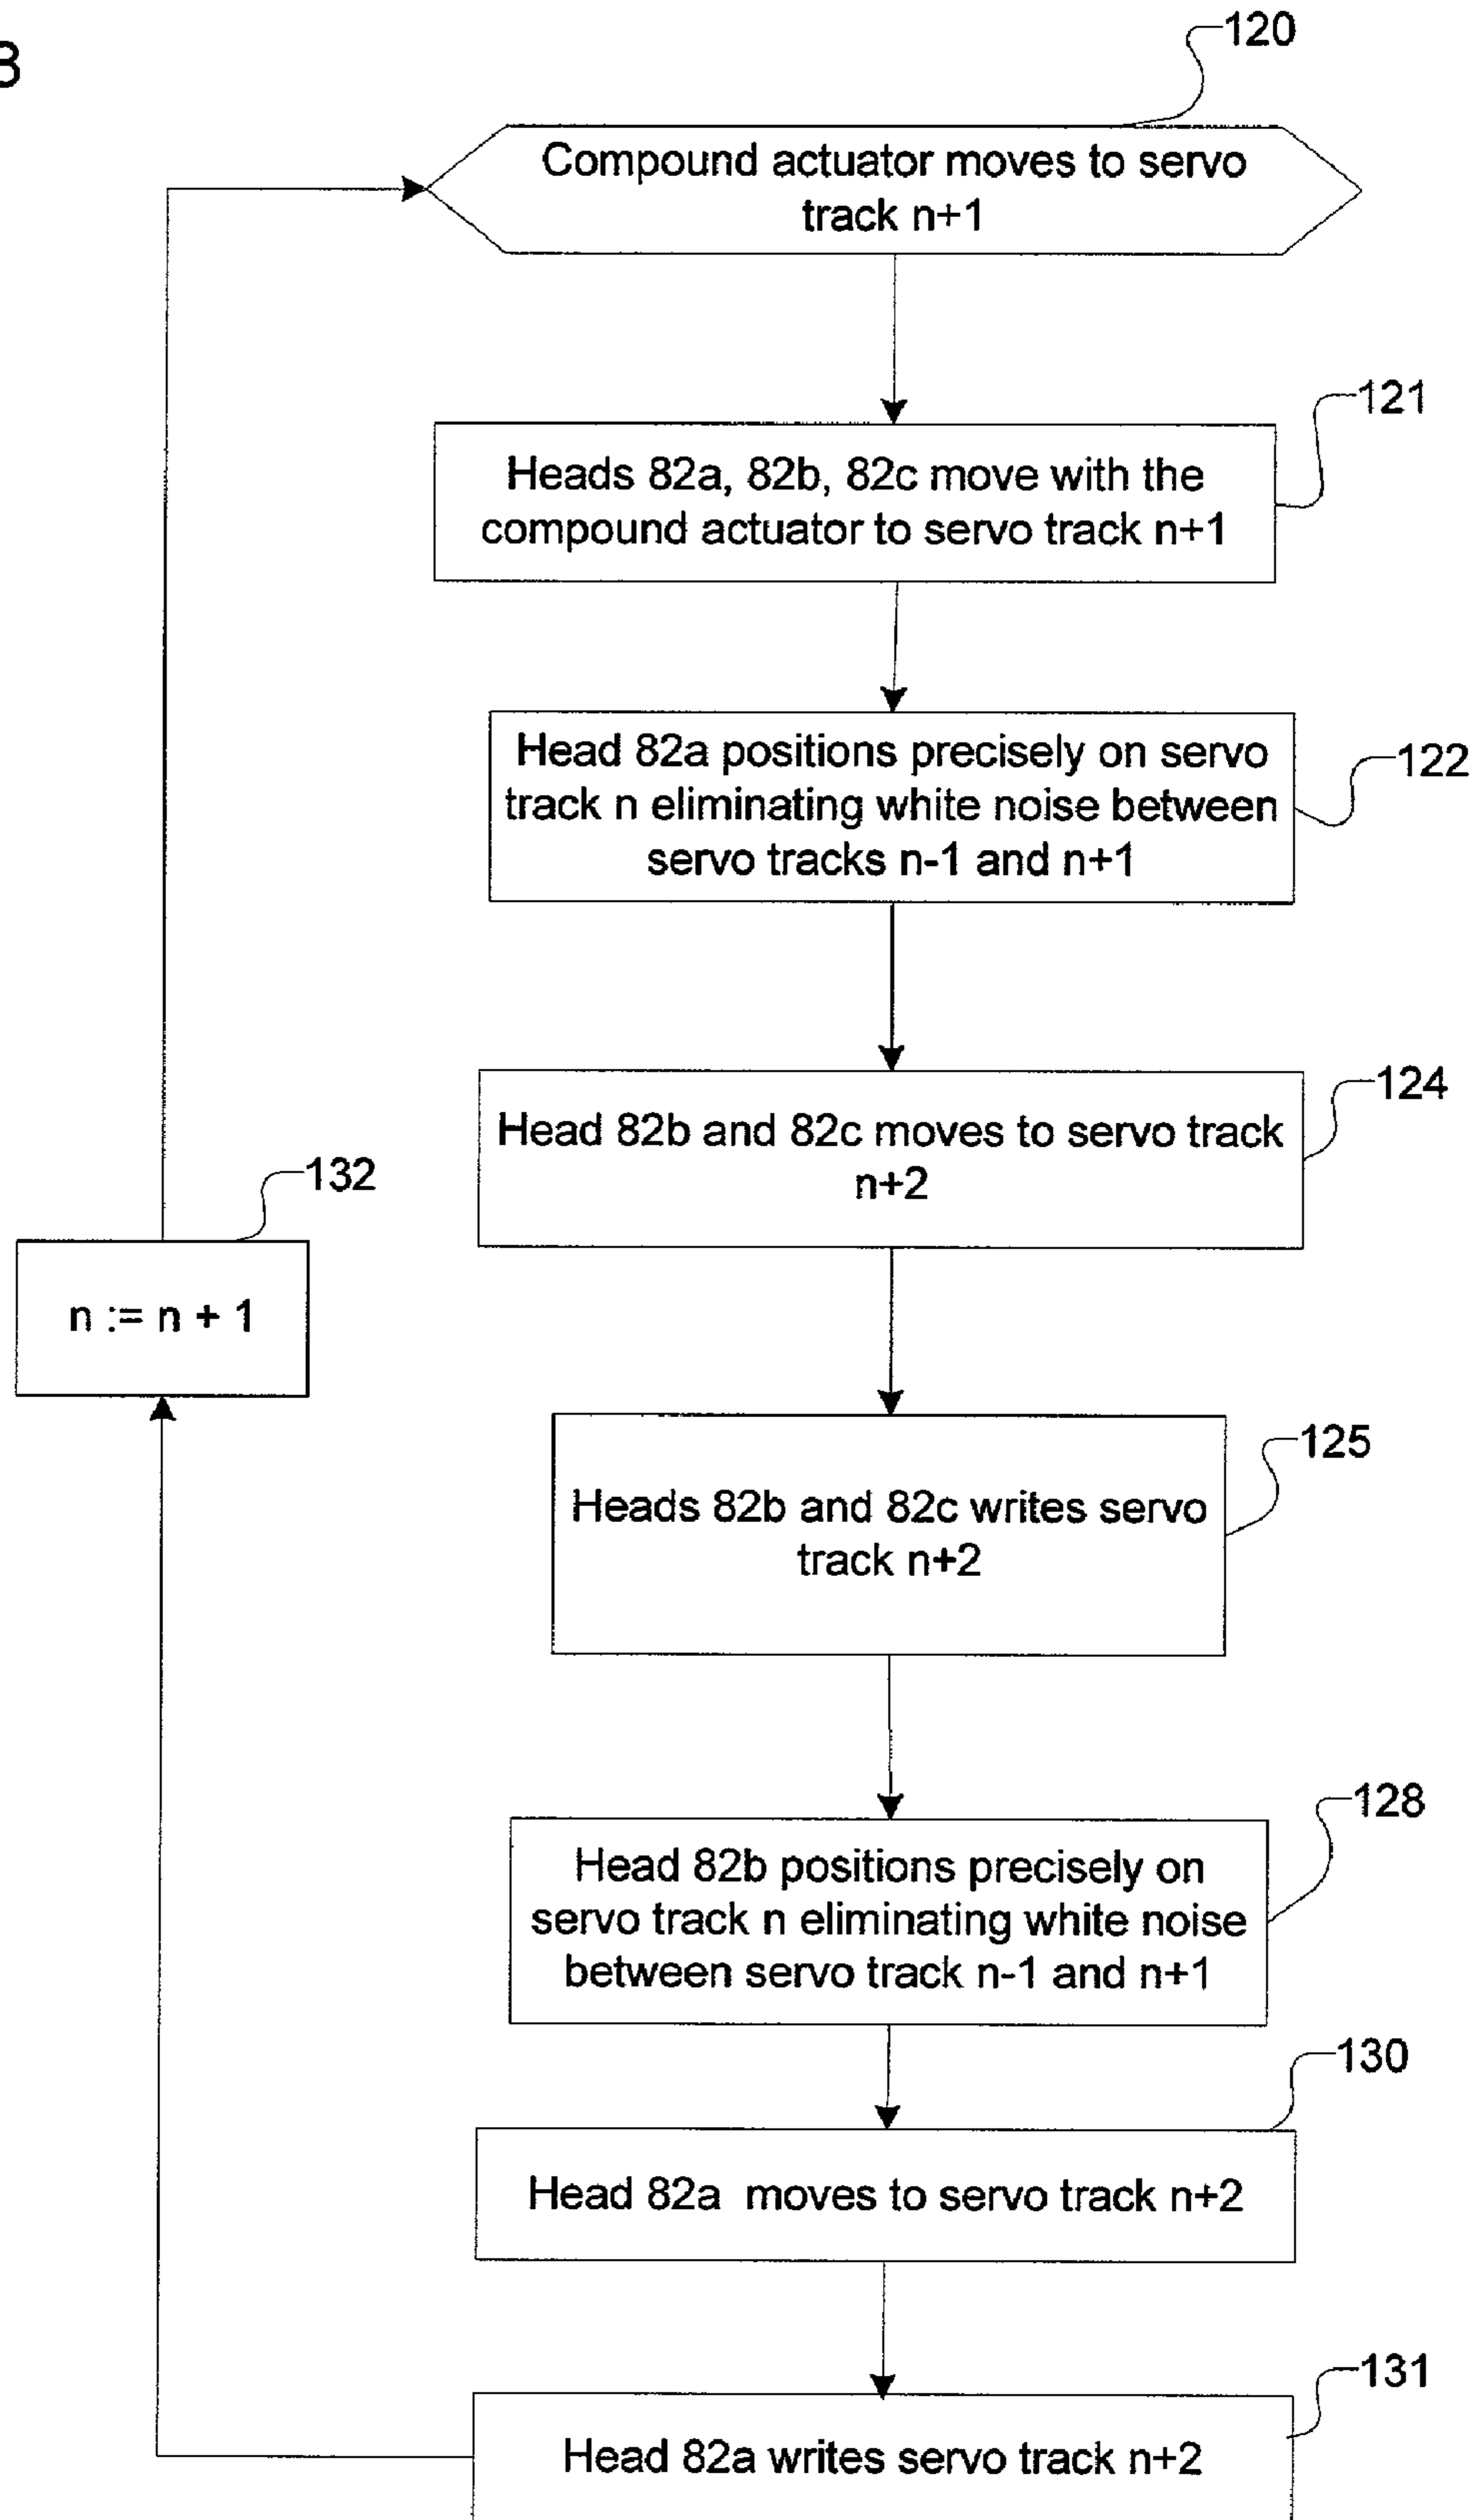 120
Compound actuator moves to servo
track n+1
121
Heads 82a, 82b, 82c move with the
compound actuator to servo track n+1
122
Head 82a positions precisely on servo
track n eliminating white noise between
servo tracks n-1 and n+1
124
Head 82b and 82c moves to servo track
n+2
132
n := n + 1
125
Heads 82b and 82c writes servo
track n+2
128
Head 82b positions precisely on
servo track n eliminating white noise
between servo track n-1 and n+1
130
Head 82a moves to servo track n+2
131
Head 82a writes servo track n+2